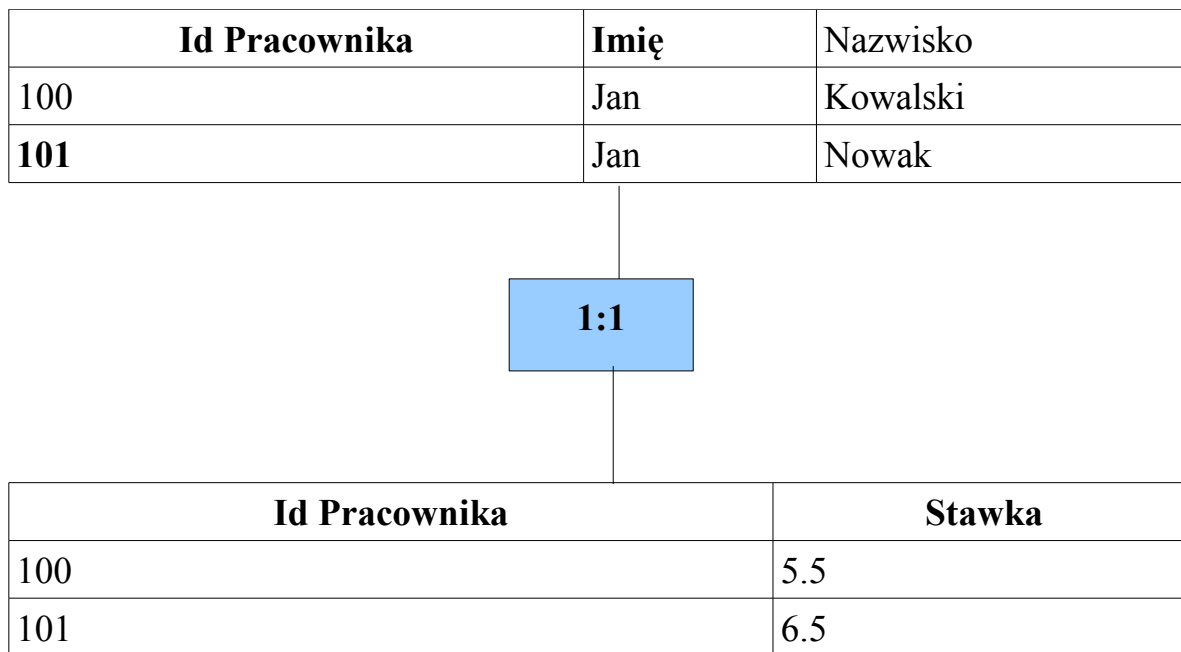 Id Pracownika Imię Nazwisko
100 Jan Kowalski
101 Jan Nowak
1:1
Id Pracownika Stawka
100 5.5
101 6.5